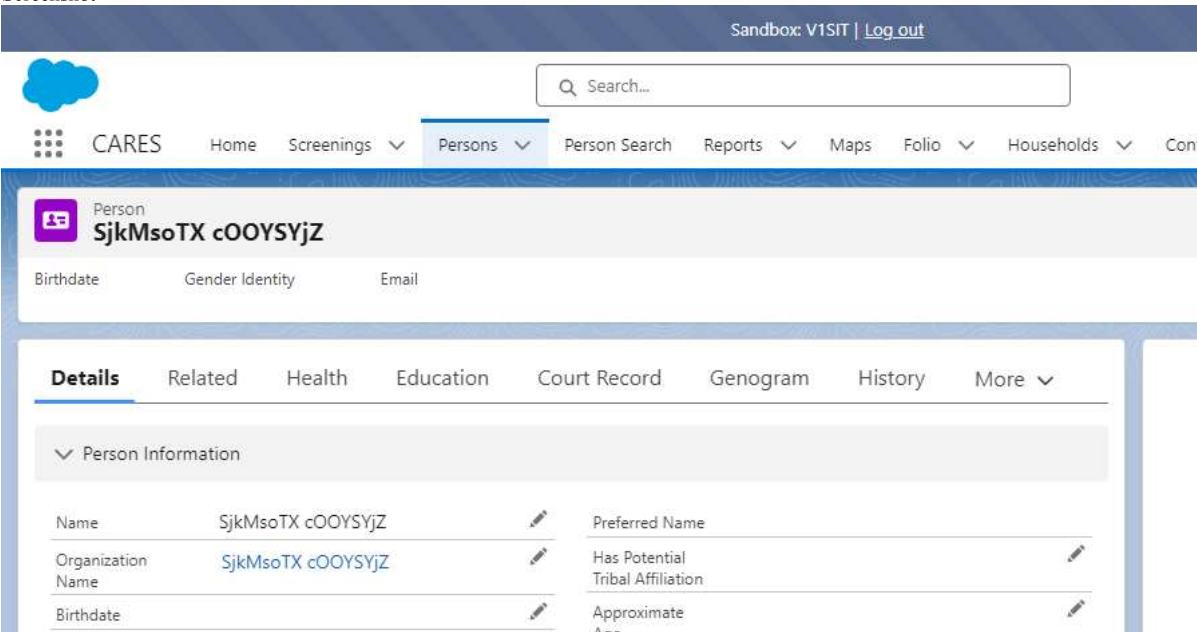 Sandbox: V1SIT | Log out
Search...
CARES Home Screenings Persons Person Search Reports Maps Folio Households
Person
SjkMsoTX cOOYSYjZ
Birthdate Gender Identity Email
Details Related Health Education Court Record Genogram History More
Person Information
Name SjkMsoTX cOOYSYjZ Preferred Name
Organization Name SjkMsoTX cOOYSYjZ Has Potential Tribal Affiliation
Birthdate Approximate